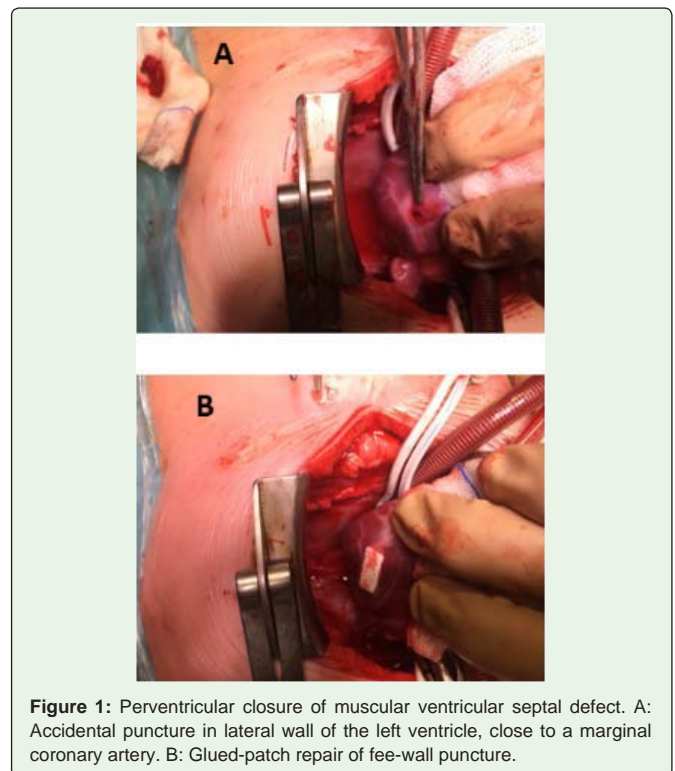 A
B
Figure 1: Perventricular closure of muscular ventricular septal defect. A:
Accidental puncture in lateral wall of the left ventricle, close to a marginal
coronary artery. B: Glued-patch repair of fee-wall puncture.